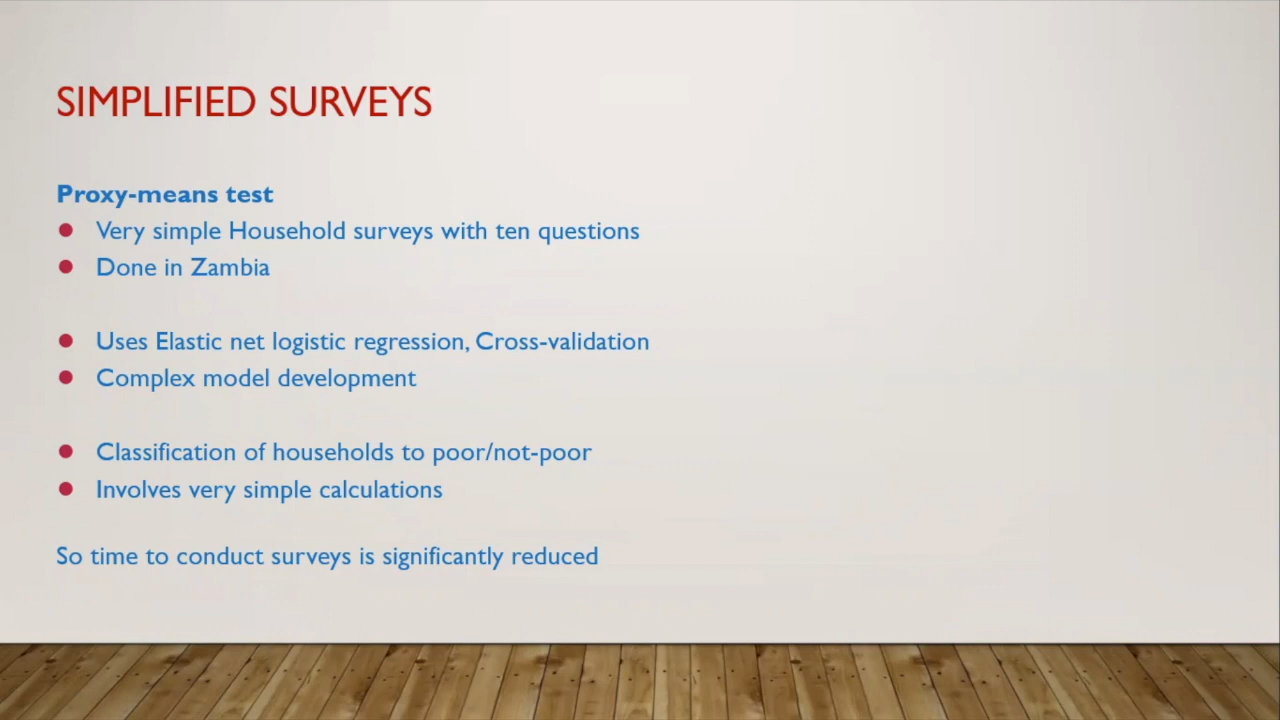 SIMPLIFIED SURVEYS
Proxy-means test
● Very simple Household surveys with ten questions
● Done in Zambia
● Uses Elastic net logistic regression, Cross-validation
● Complex model development
● Classification of households to poor/not-poor
● Involves very simple calculations
So time to conduct surveys is significantly reduced